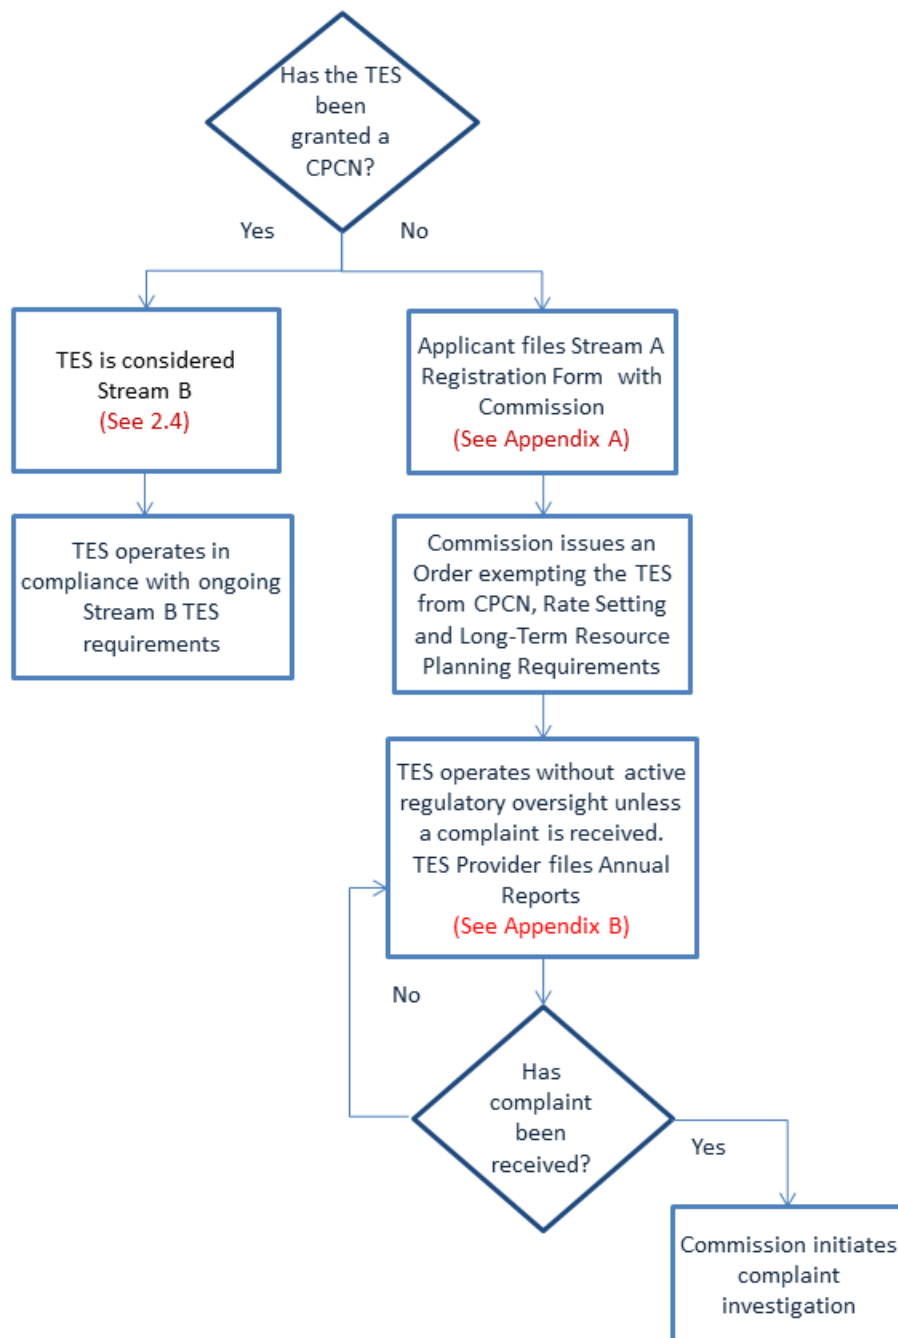 Has the TES
been
granted a
CPCN?
Yes
No
TES is considered
Stream B
(See 2.4)
Applicant files Stream A
Registration Form with
Commission
(See Appendix A)
TES operates in
compliance with ongoing
Stream B TES
requirements
Commission issues an
Order exempting the TES
from CPCN, Rate Setting
and Long-Term Resource
Planning Requirements
TES operates without active
regulatory oversight unless
a complaint is received.
TES Provider files Annual
Reports
(See Appendix B)
No
Has
complaint
been
received?
Yes
Commission initiates
complaint
investigation